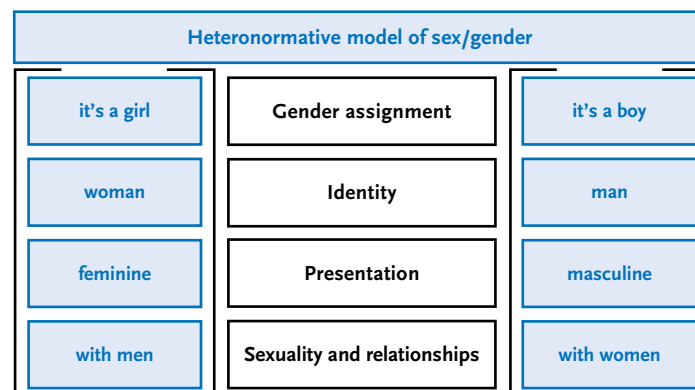 Heteronormative model of sex/gender
it's a girl
Gender assignment
it's a boy
woman
Identity
man
feminine
Presentation
masculine
with men
Sexuality and relationships
with women